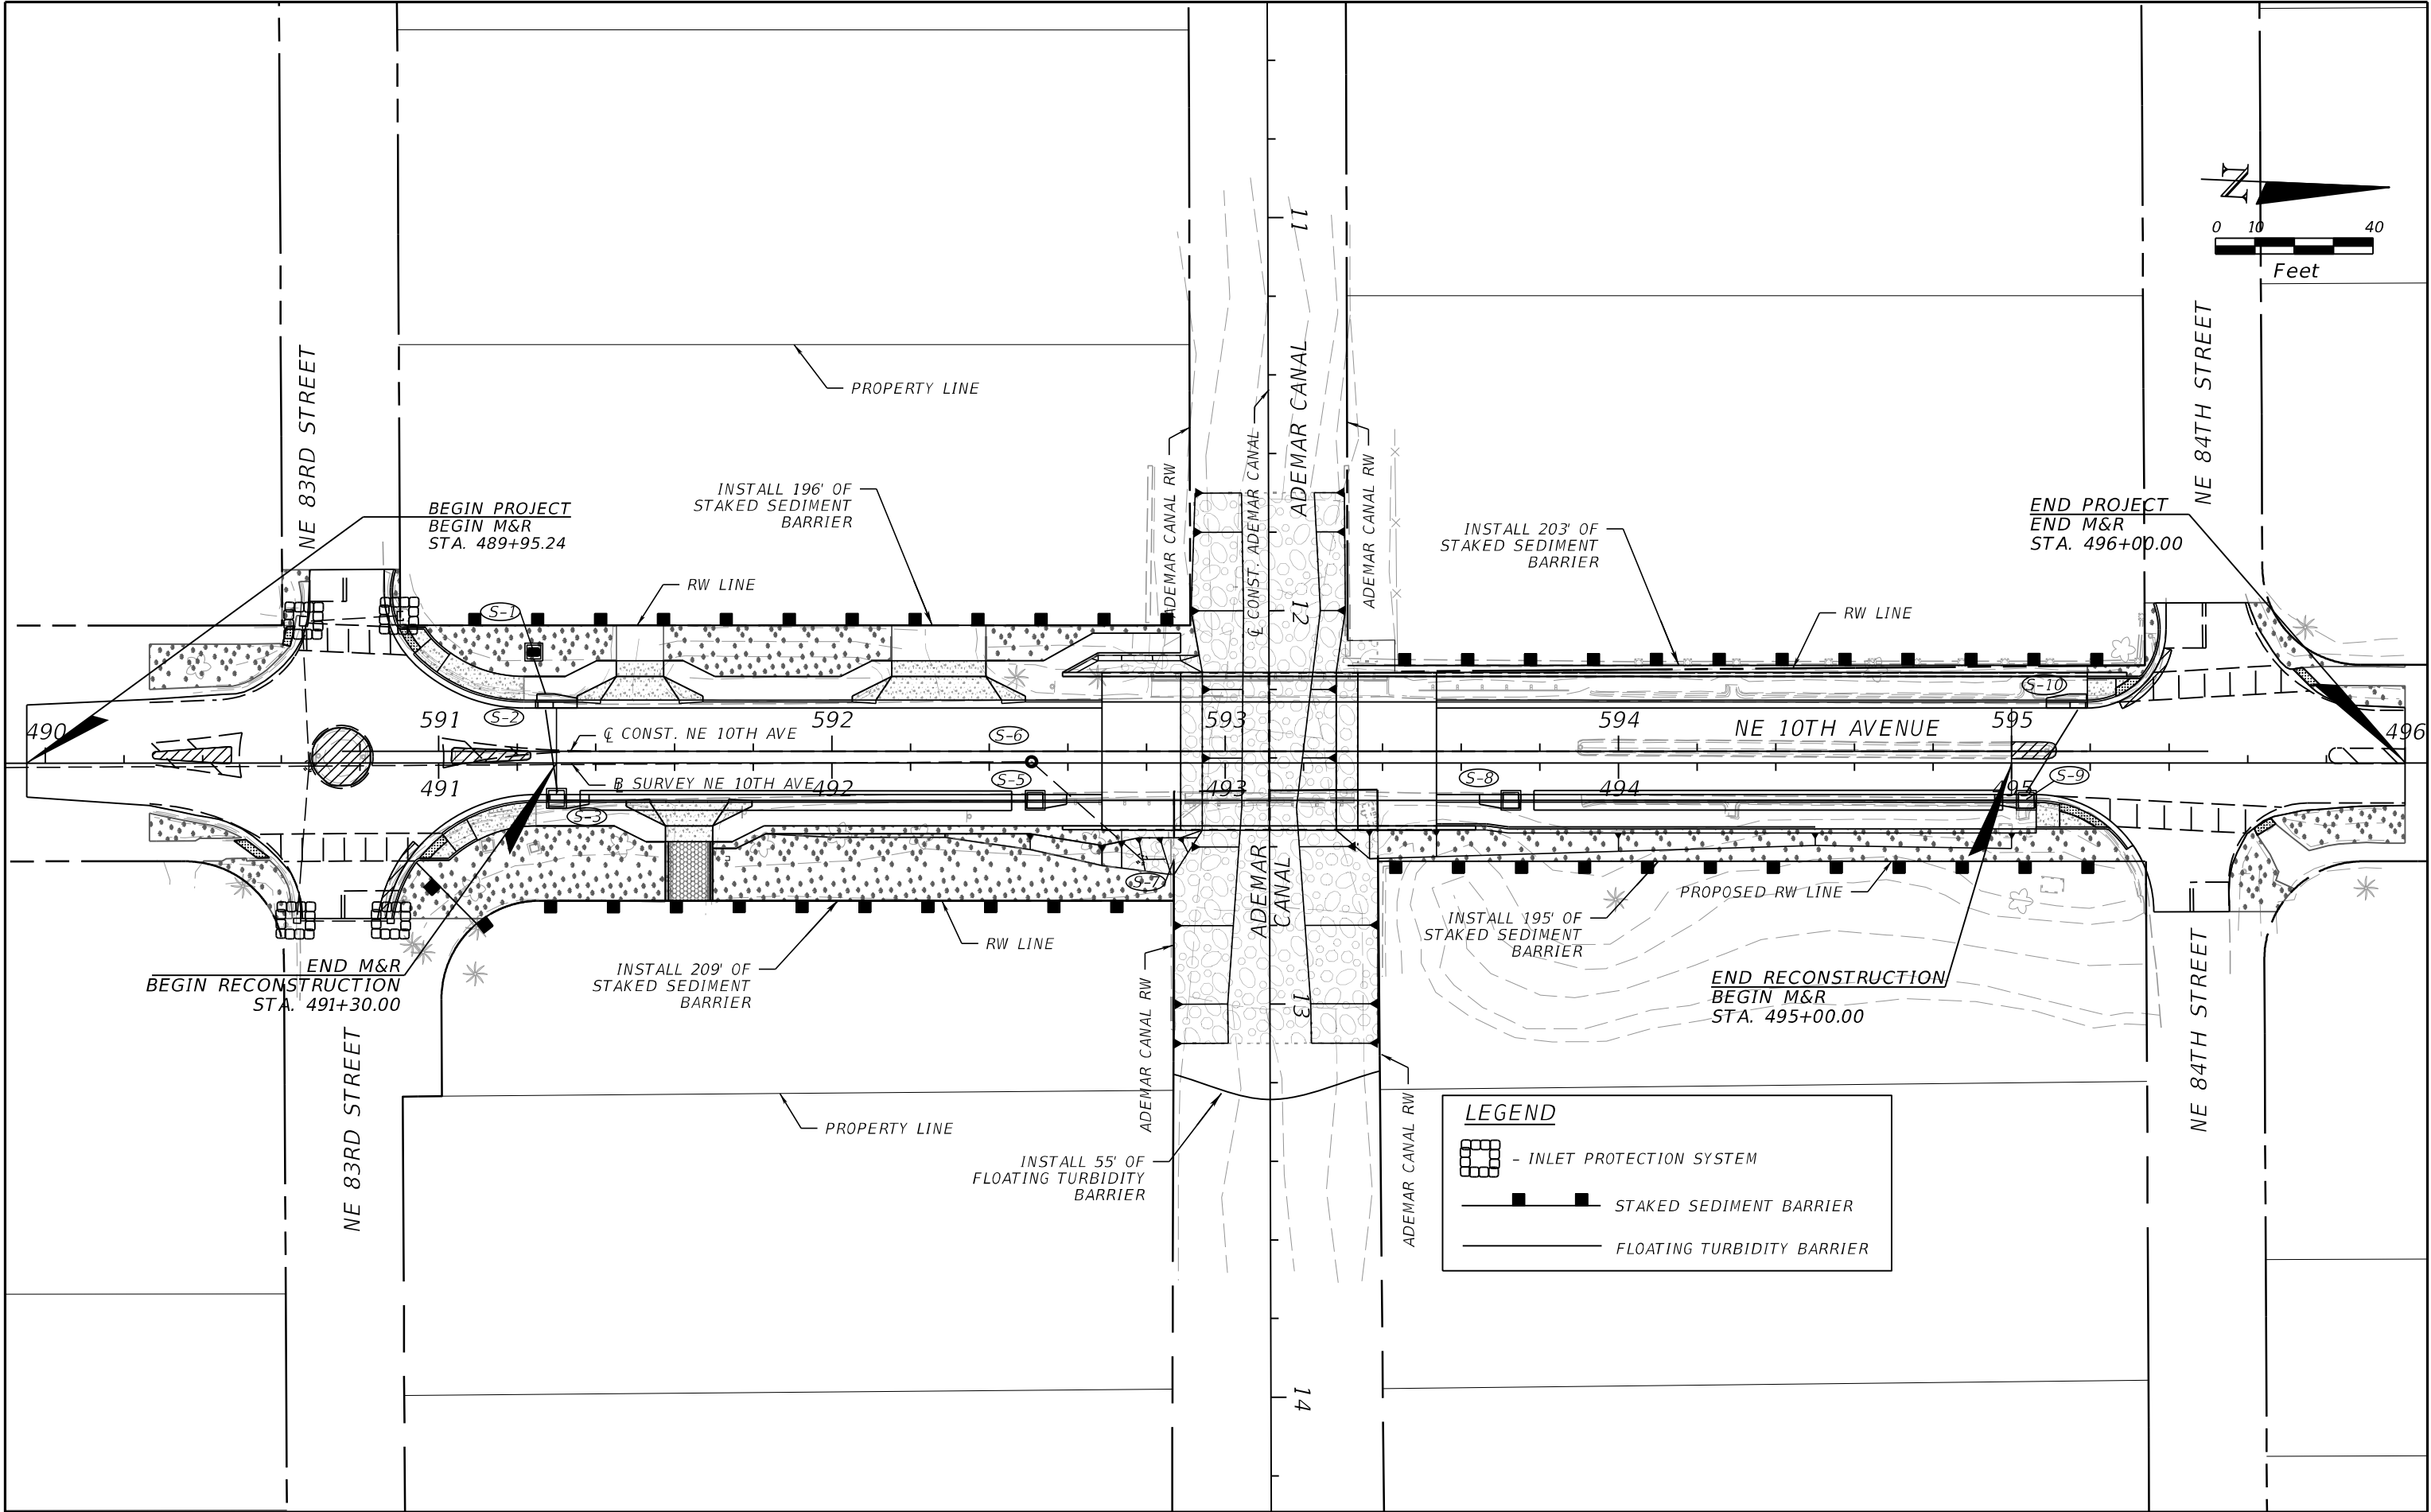 NE 83RD STREET
PROPERTY LINE
ADEMAR CANAL RW
℄ CONST. ADEMAR CANAL
11
ADEMAR CANAL
12
ADEMAR CANAL RW
NE 84TH STREET
N
0 10 40
Feet
BEGIN PROJECT
BEGIN M&R
STA. 489+95.24
INSTALL 196' OF
STAKED SEDIMENT
BARRIER
RW LINE
INSTALL 203' OF
STAKED SEDIMENT
BARRIER
RW LINE
END PROJECT
END M&R
STA. 496+00.00
S-1
S-2
S-10
490
591
592
593
594
595
496
℄ CONST. NE 10TH AVE
S-6
NE 10TH AVENUE
BL SURVEY NE 10TH AVE
491
492
493
494
495
S-5
S-8
S-9
S-3
S-7
ADEMAR
CANAL
13
PROPOSED RW LINE
RW LINE
END M&R
BEGIN RECONSTRUCTION
STA. 491+30.00
INSTALL 209' OF
STAKED SEDIMENT
BARRIER
INSTALL 195' OF
STAKED SEDIMENT
BARRIER
END RECONSTRUCTION
BEGIN M&R
STA. 495+00.00
NE 83RD STREET
ADEMAR CANAL RW
ADEMAR CANAL RW
NE 84TH STREET
PROPERTY LINE
INSTALL 55' OF
FLOATING TURBIDITY
BARRIER
LEGEND
- INLET PROTECTION SYSTEM
STAKED SEDIMENT BARRIER
FLOATING TURBIDITY BARRIER
14